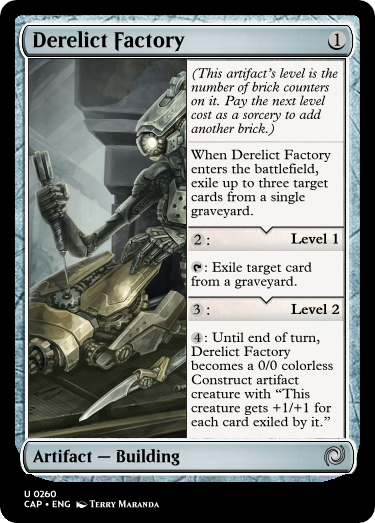 Derelict Factory 1
(This artifact's level is the
number of brick counters
on it. Pay the next level
cost as a sorcery to add
another brick.)
When Derelict Factory
enters the battlefield,
exile up to three target
cards from a single
graveyard.
2 : Level 1
: Exile target card
from a graveyard.
3 : Level 2
4: Until end of turn,
Derelict Factory
becomes a 0/0 colorless
Construct artifact
creature with "This
creature gets +1/+1 for
each card exiled by it."
Artifact — Building
U 0260
CAP • ENG Terry Maranda